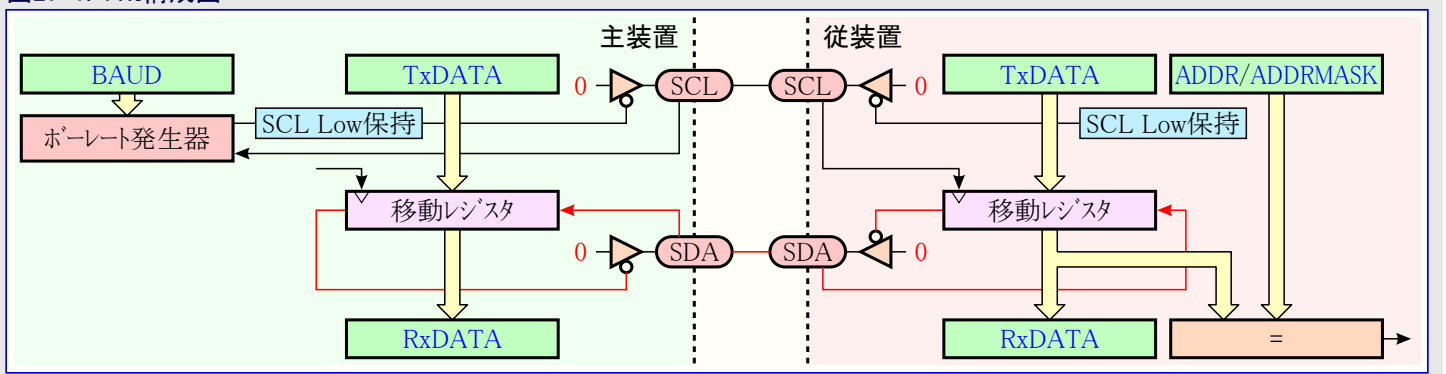 主装置
従装置
BAUD
TxDATA
0
SCL
SCL
0
TxDATA
ADDR/ADDRMASK
ボーレート発生器
SCL Low保持
SCL Low保持
移動レジスタ
移動レジスタ
0
SDA
SDA
0
RxDATA
RxDATA
=